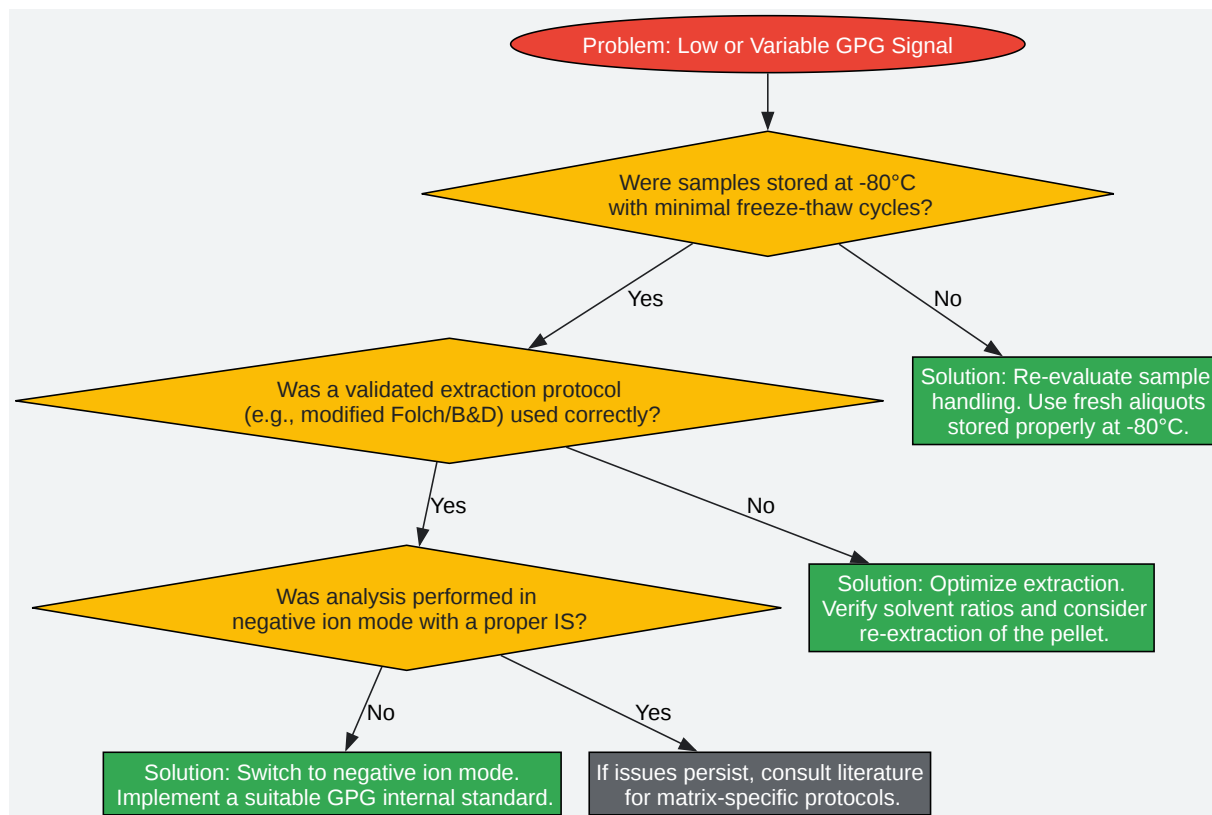 Problem: Low or Variable GPG Signal
Were samples stored at -80°C
with minimal freeze-thaw cycles?
Yes
No
Was a validated extraction protocol
(e.g., modified Folch/B&D) used correctly?
Solution: Re-evaluate sample
handling. Use fresh aliquots
stored properly at -80°C.
Yes
No
Was analysis performed in
negative ion mode with a proper IS?
Solution: Optimize extraction.
Verify solvent ratios and consider
re-extraction of the pellet.
No
Yes
Solution: Switch to negative ion mode.
Implement a suitable GPG internal standard.
If issues persist, consult literature
for matrix-specific protocols.